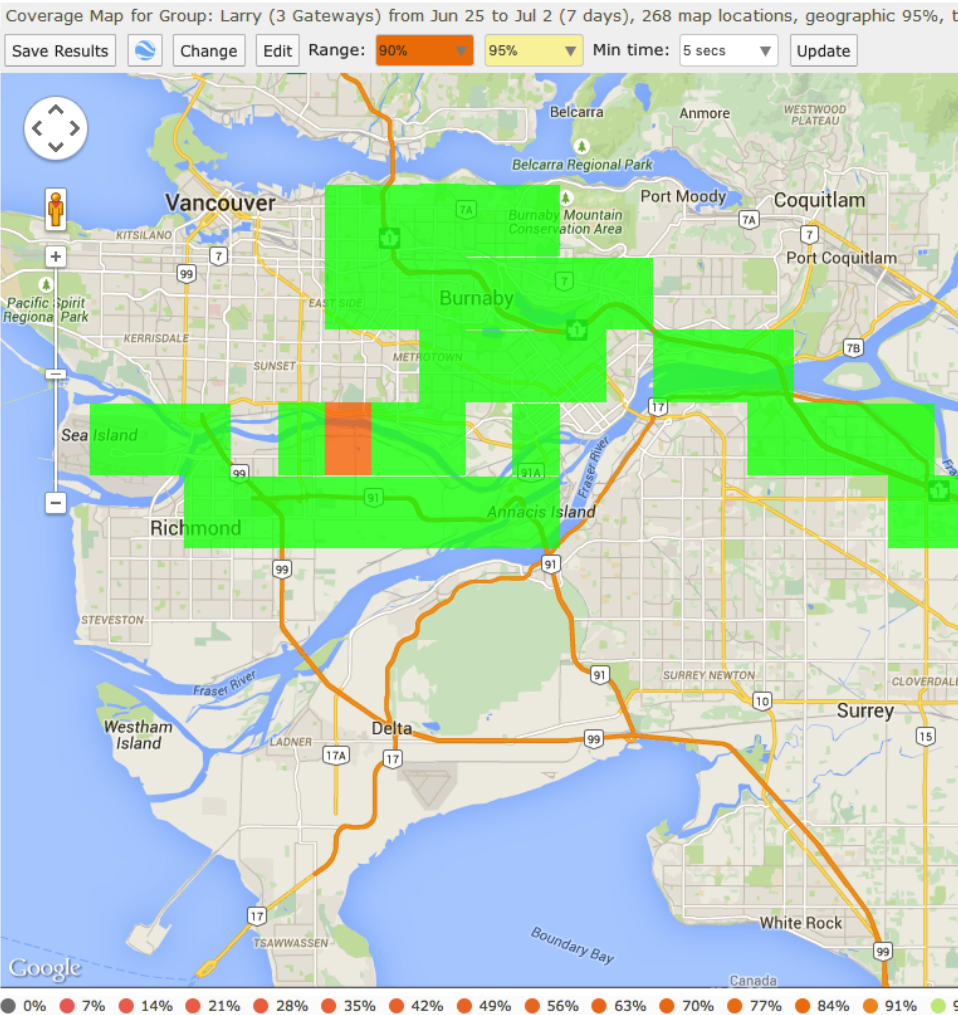 Coverage Map for Group: Larry (3 Gateways) from Jun 25 to Jul 2 (7 days), 268 map locations, geographic 95%, t
Save Results Change Edit Range: 90% 95% Min time: 5 secs Update
Belcarra
Anmore
WESTWOOD
PLATEAU
Belcarra Regional Park
Vancouver
7A
Burnaby Mountain
Conservation Area
Port Moody
Coquitlam
7A
7
KITSILANO
1
7
Port Coquitlam
99
7
Pacific Spirit
Regional Park
EAST SIDE
Burnaby
1
KERRISDALE
METROTOWN
7B
SUNSET
17
Sea Island
99
91A
Fraser River
Fra
91
1
Richmond
Annacis Island
99
91
STEVESTON
Fraser River
91
SURREY NEWTON
CLOVERDALE
10
Westham
Island
Delta
Surrey
LADNER
99
15
17A
17
17
White Rock
TSAWWASSEN
Boundary Bay
99
Google
Canada
0% 7% 14% 21% 28% 35% 42% 49% 56% 63% 70% 77% 84% 91% 9